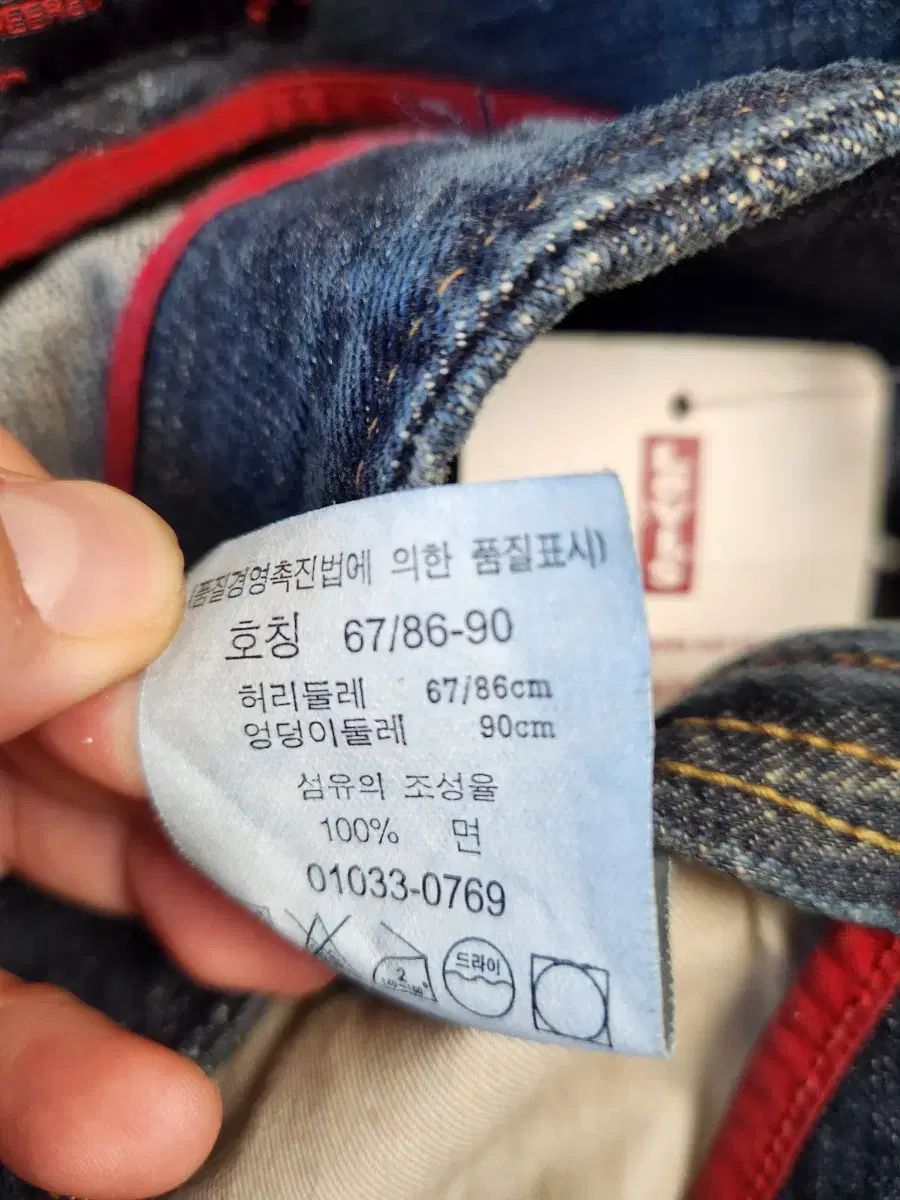 (품질경영촉진법에 의한 품질표시)
호칭 67/86-90
허리둘레 67/86cm
엉덩이둘레 90cm
섬유의 조성율
100% 면
01033-0769
2
드라이
Levi's